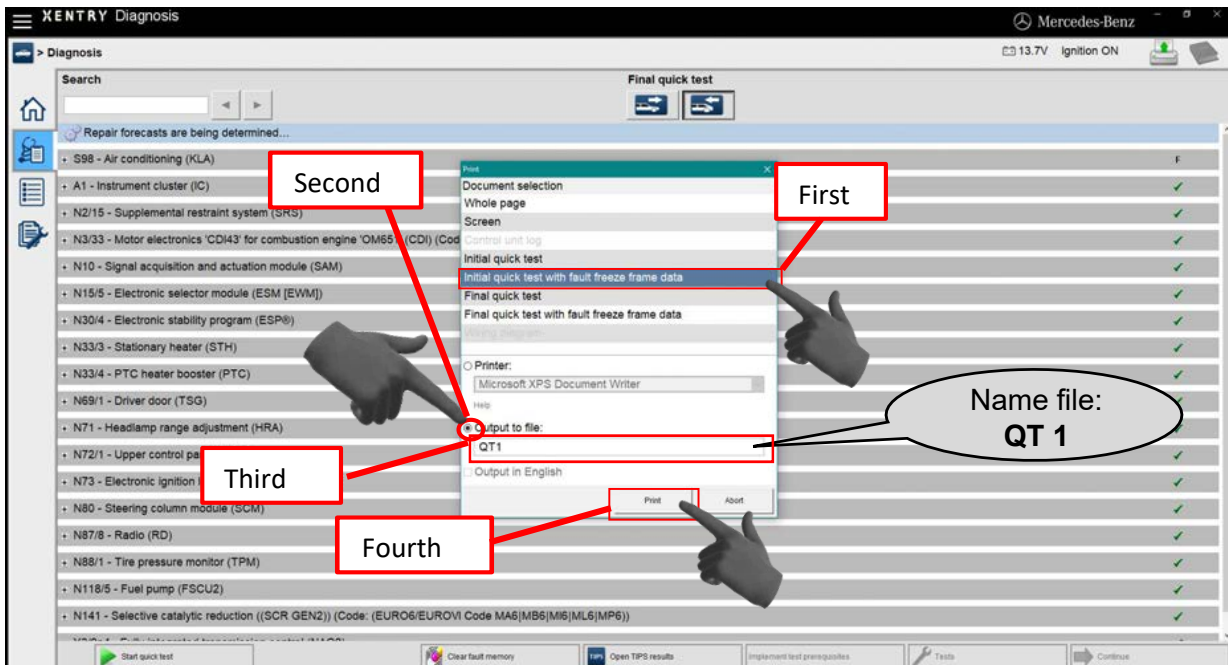 XENTRY Diagnosis
Mercedes-Benz
> Diagnosis
13.7V Ignition ON
Search
Final quick test
Repair forecasts are being determined...
+ S98 - Air conditioning (KLA)
F
+ A1 - Instrument cluster (IC)
+ N2/15 - Supplemental restraint system (SRS)
+ N3/33 - Motor electronics 'CDI43' for combustion engine 'OM651' (CDI) (Cod
+ N10 - Signal acquisition and actuation module (SAM)
+ N15/5 - Electronic selector module (ESM [EWM])
+ N30/4 - Electronic stability program (ESP®)
+ N33/3 - Stationary heater (STH)
+ N33/4 - PTC heater booster (PTC)
+ N69/1 - Driver door (TSG)
+ N71 - Headlamp range adjustment (HRA)
+ N72/1 - Upper control pa
+ N73 - Electronic ignition
+ N80 - Steering column module (SCM)
+ N87/8 - Radio (RD)
+ N88/1 - Tire pressure monitor (TPM)
+ N118/5 - Fuel pump (FSCU2)
+ N141 - Selective catalytic reduction ((SCR GEN2)) (Code: (EURO6/EUROVI Code MA6|MB6|MI6|ML6|MP6))
Print
Document selection
Whole page
Screen
Control unit log
Initial quick test
Initial quick test with fault freeze frame data
Final quick test
Final quick test with fault freeze frame data
Wiring diagram
Printer:
Microsoft XPS Document Writer
Help
Output to file:
QT1
Output in English
Print
Abort
First
Second
Third
Fourth
Name file:
QT 1
Start quick test
Clear fault memory
TIPS
Open TIPS results
Implement test prerequisites
Tests
Continue